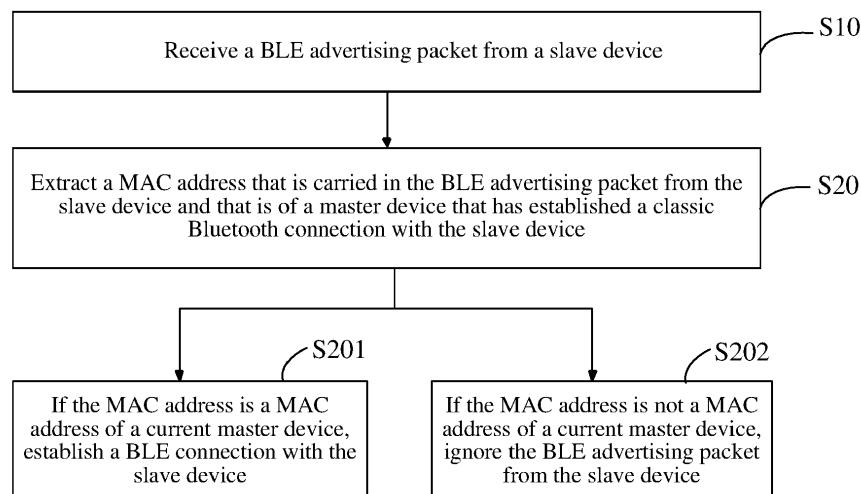 Receive a BLE advertising packet from a slave device
S10
Extract a MAC address that is carried in the BLE advertising packet from the
slave device and that is of a master device that has established a classic
Bluetooth connection with the slave device
S20
S201
If the MAC address is a MAC
address of a current master device,
establish a BLE connection with the
slave device
S202
If the MAC address is not a MAC
address of a current master device,
ignore the BLE advertising packet
from the slave device